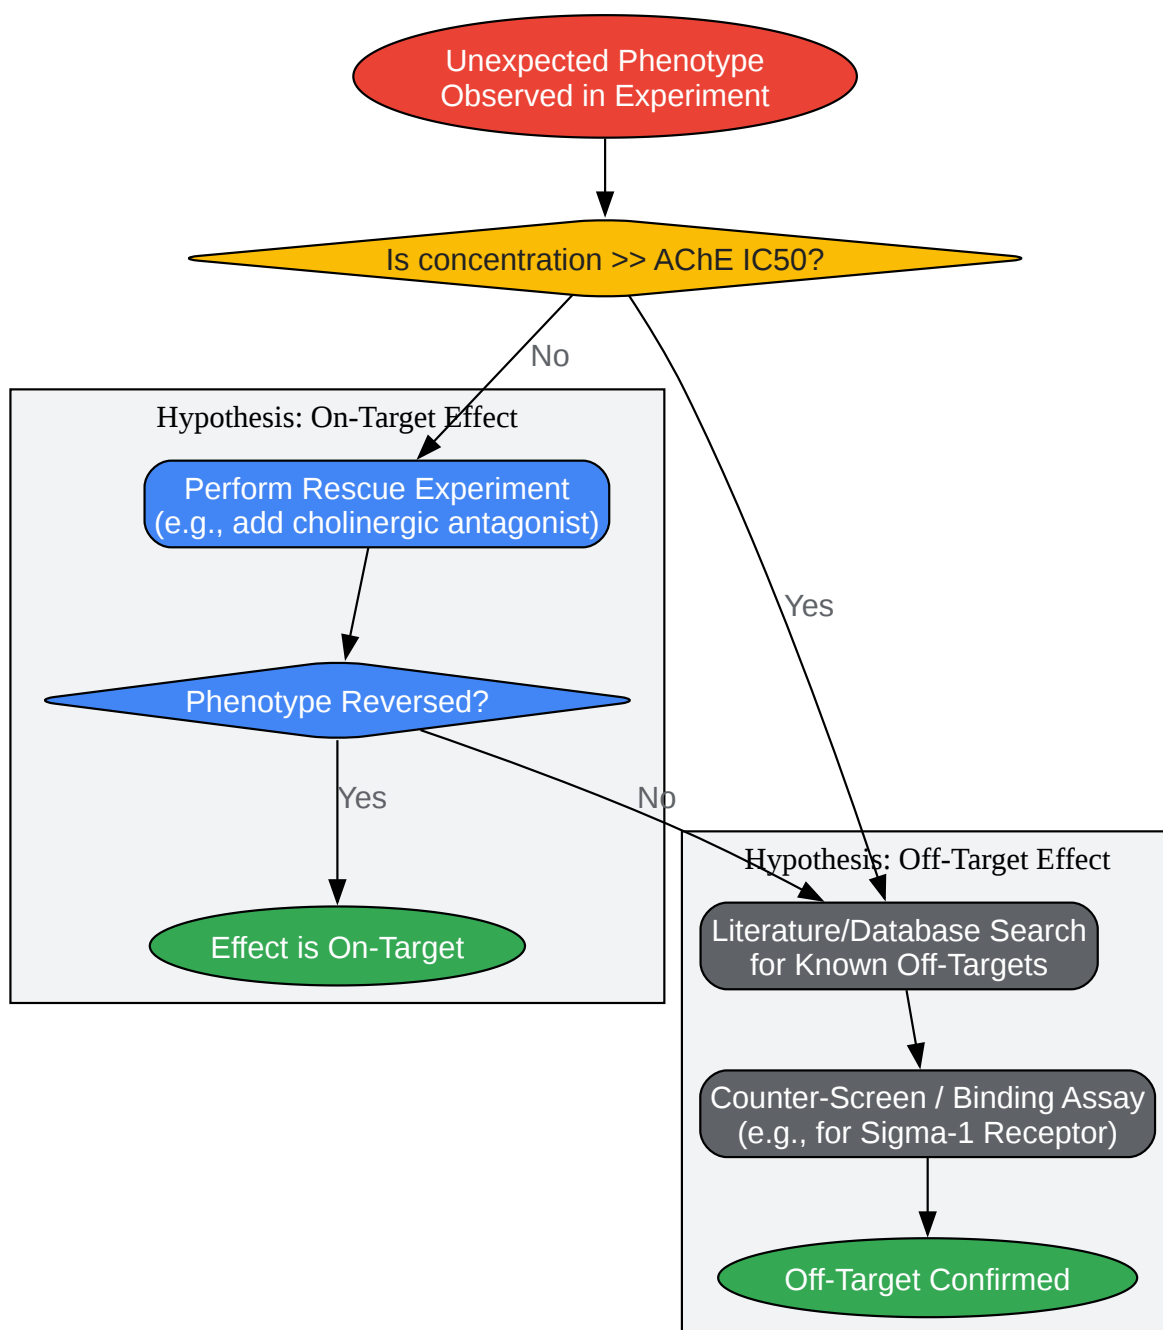 Unexpected Phenotype
Observed in Experiment
Is concentration >> AChE IC50?
No
Hypothesis: On-Target Effect
Perform Rescue Experiment
(e.g., add cholinergic antagonist)
Yes
Phenotype Reversed?
Yes
No
Hypothesis: Off-Target Effect
Effect is On-Target
Literature/Database Search
for Known Off-Targets
Counter-Screen / Binding Assay
(e.g., for Sigma-1 Receptor)
Off-Target Confirmed